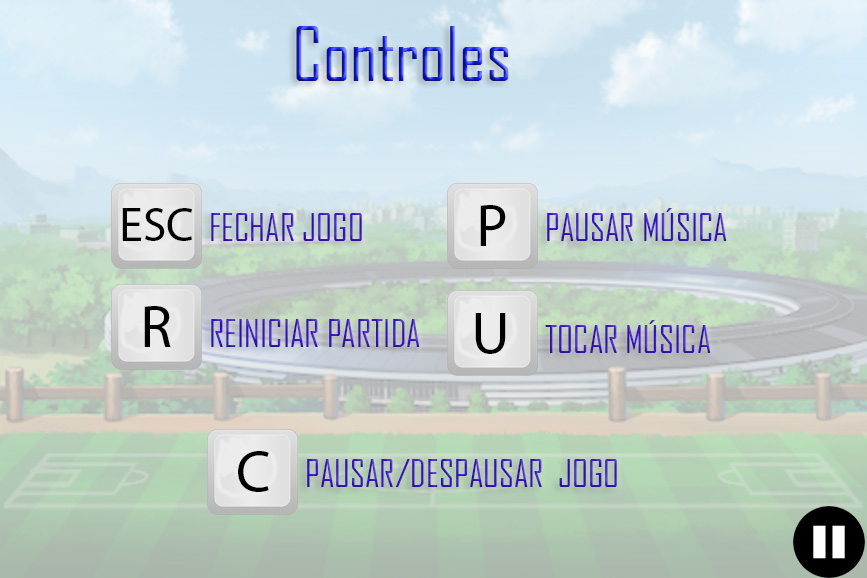 Controles
ESC FECHAR JOGO
P PAUSAR MÚSICA
R REINICIAR PARTIDA
U TOCAR MÚSICA
C PAUSAR/DESPAUSAR JOGO